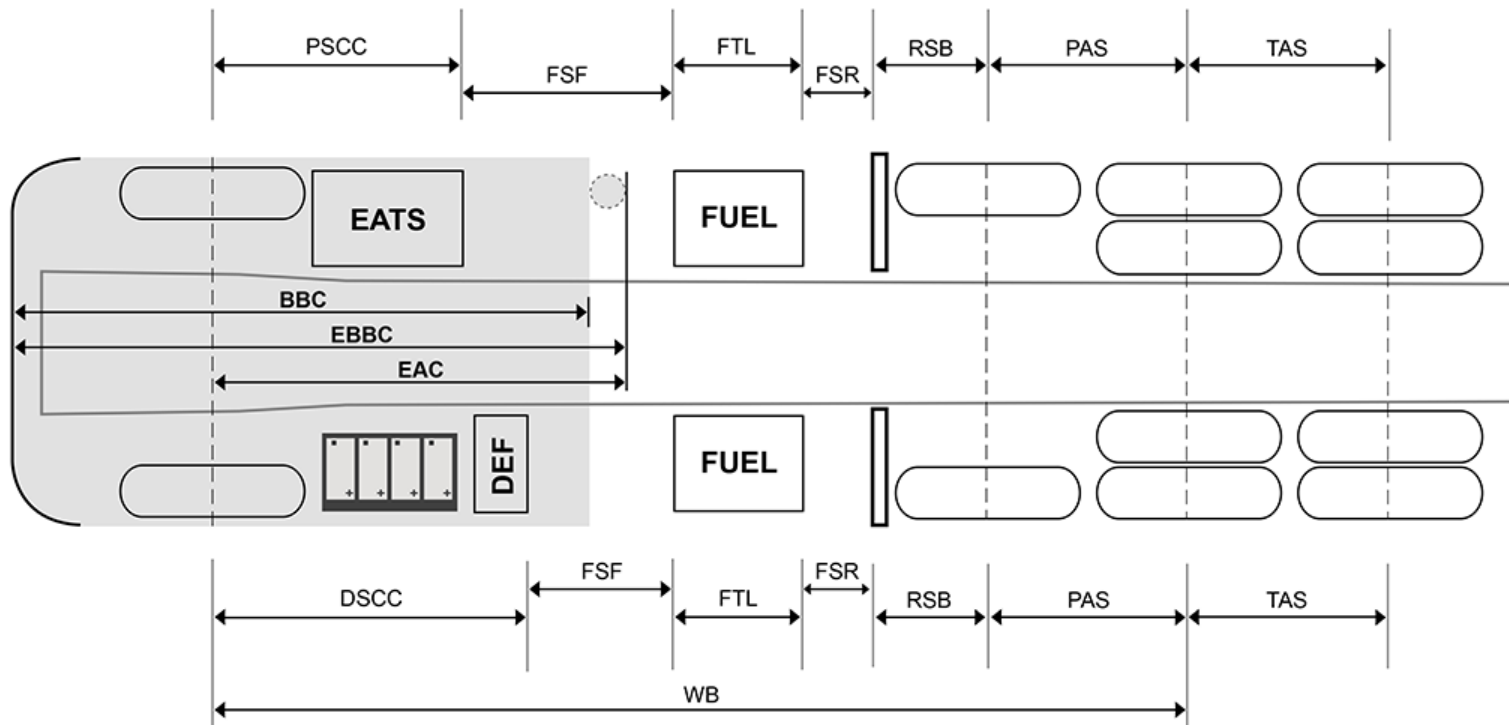 PSCC
FTL
RSB
PAS
TAS
FSF
FSR
EATS
FUEL
BBC
EBBC
EAC
DEF
+ + + +
FUEL
FSF
FSR
DSCC
FTL
RSB
PAS
TAS
WB